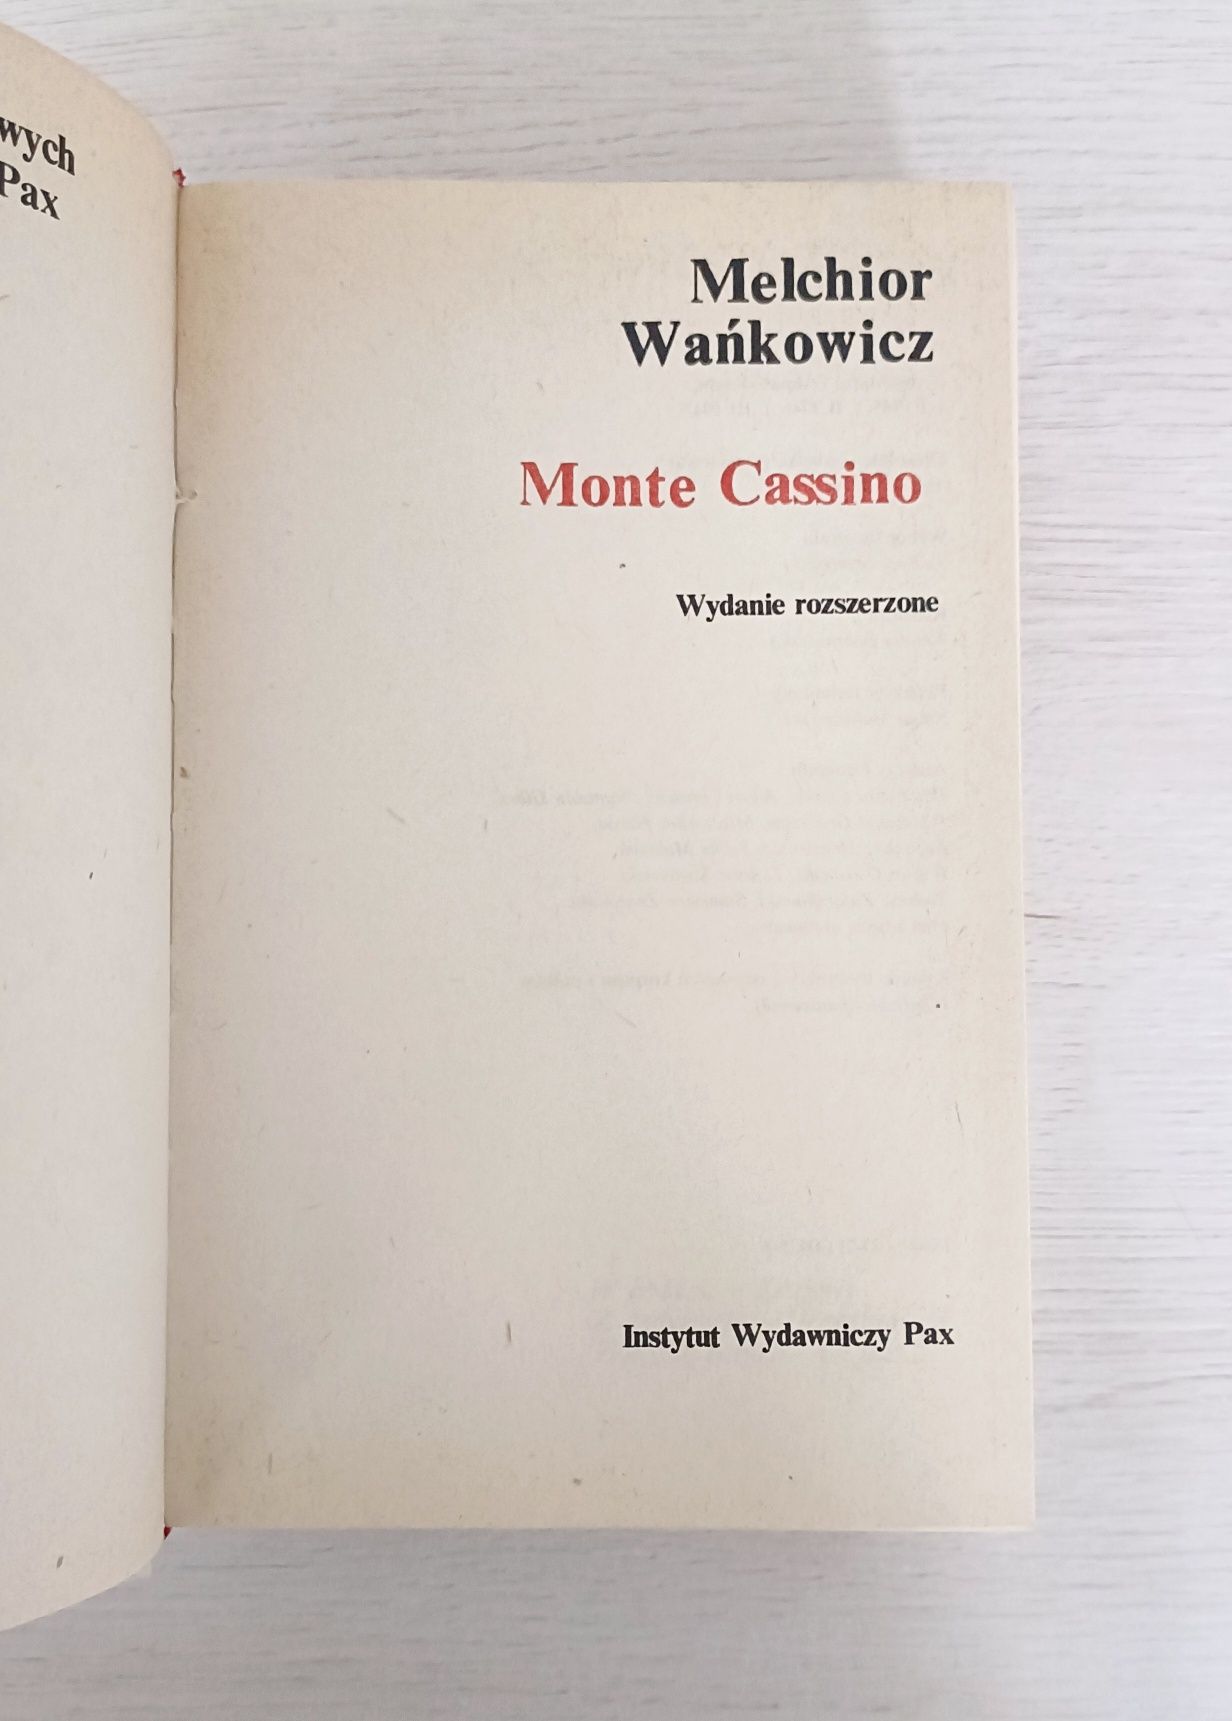 wych
Pax
Melchior
Wańkowicz
Monte Cassino
Wydanie rozszerzone
Instytut Wydawniczy Pax